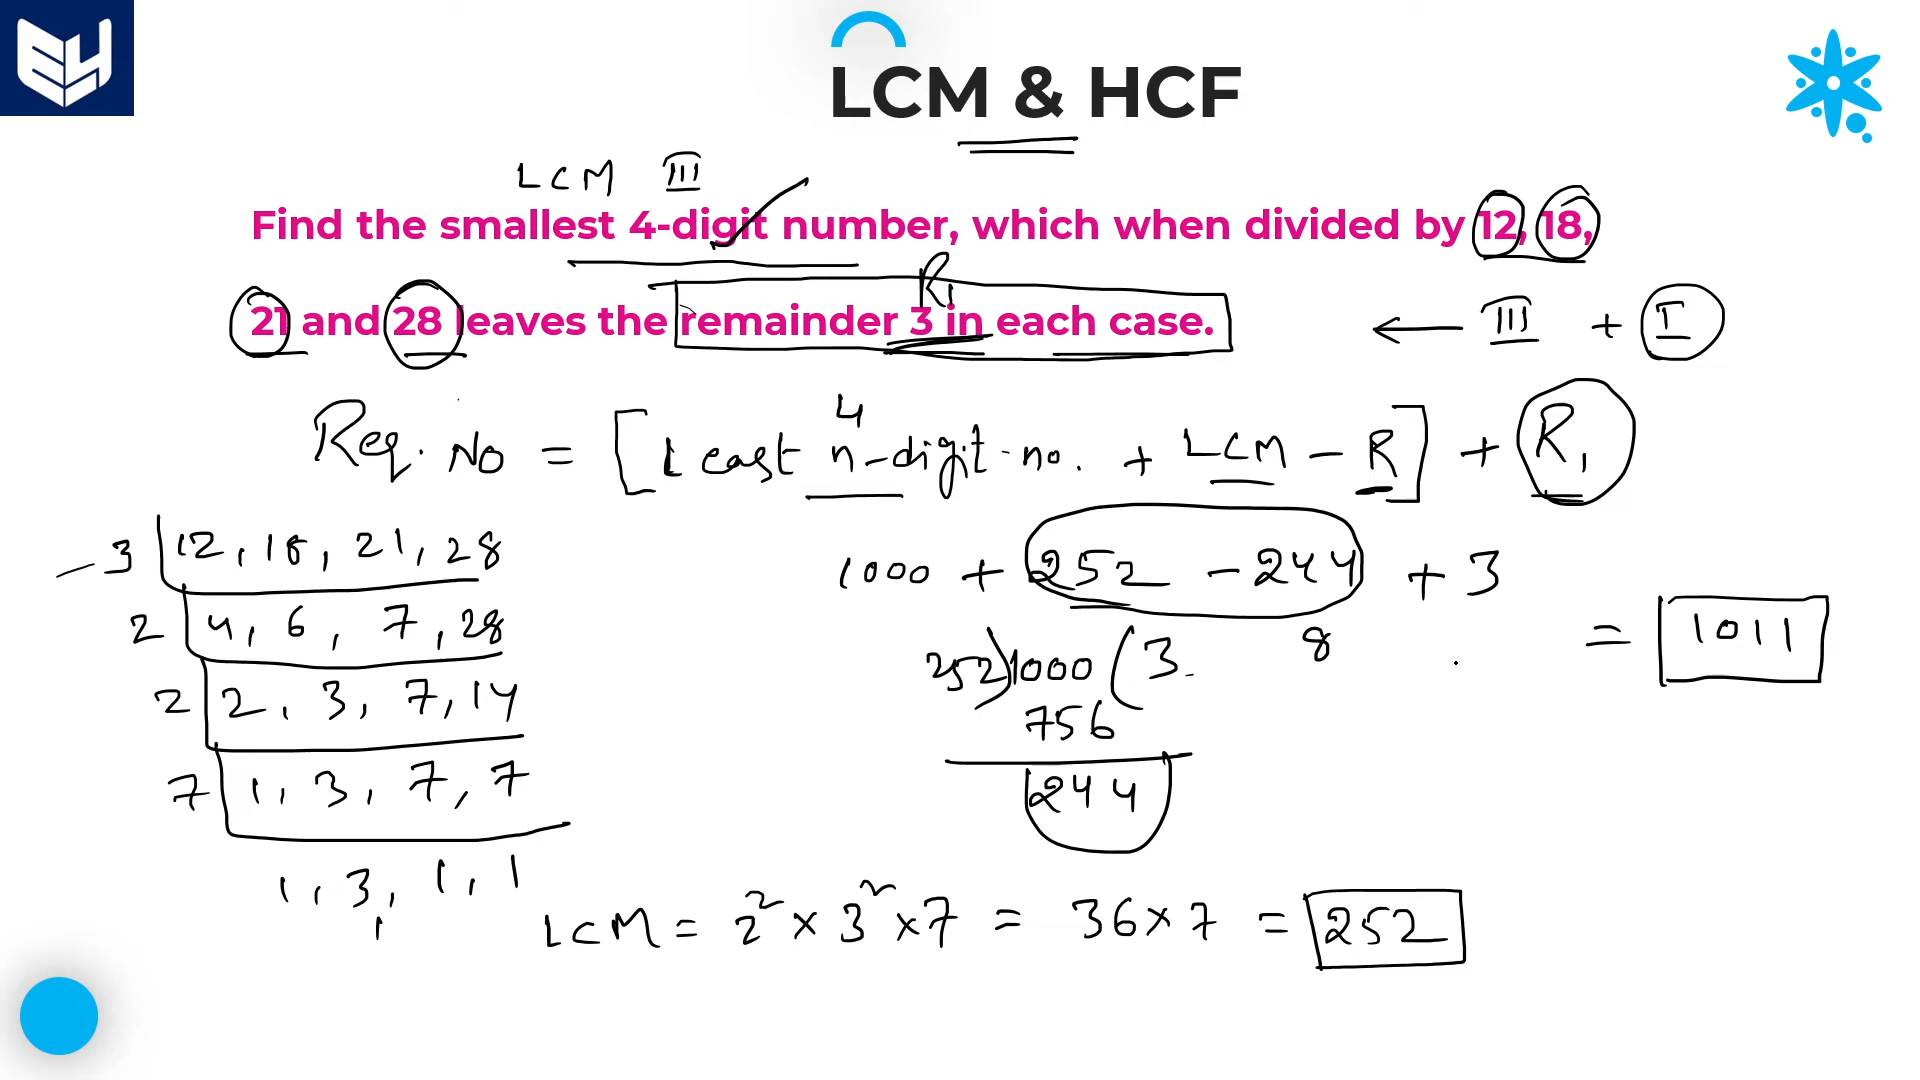 LCM & HCF
LCM III
Find the smallest 4-digit number, which when divided by 12, 18,
R₁
21 and 28 leaves the remainder 3 in each case.
← III + I
4
Req. No = [Least n-digit-no. + LCM - R] + R₁
3 | 12, 18, 21, 28
2 | 4, 6, 7, 28
2 | 2, 3, 7, 14
7 | 1, 3, 7, 7
1, 3, 1, 1
1000 + 252 - 244 + 3
8
= 1011
252)1000(3
756
244
LCM = 2² × 3² × 7 = 36 × 7 = 252